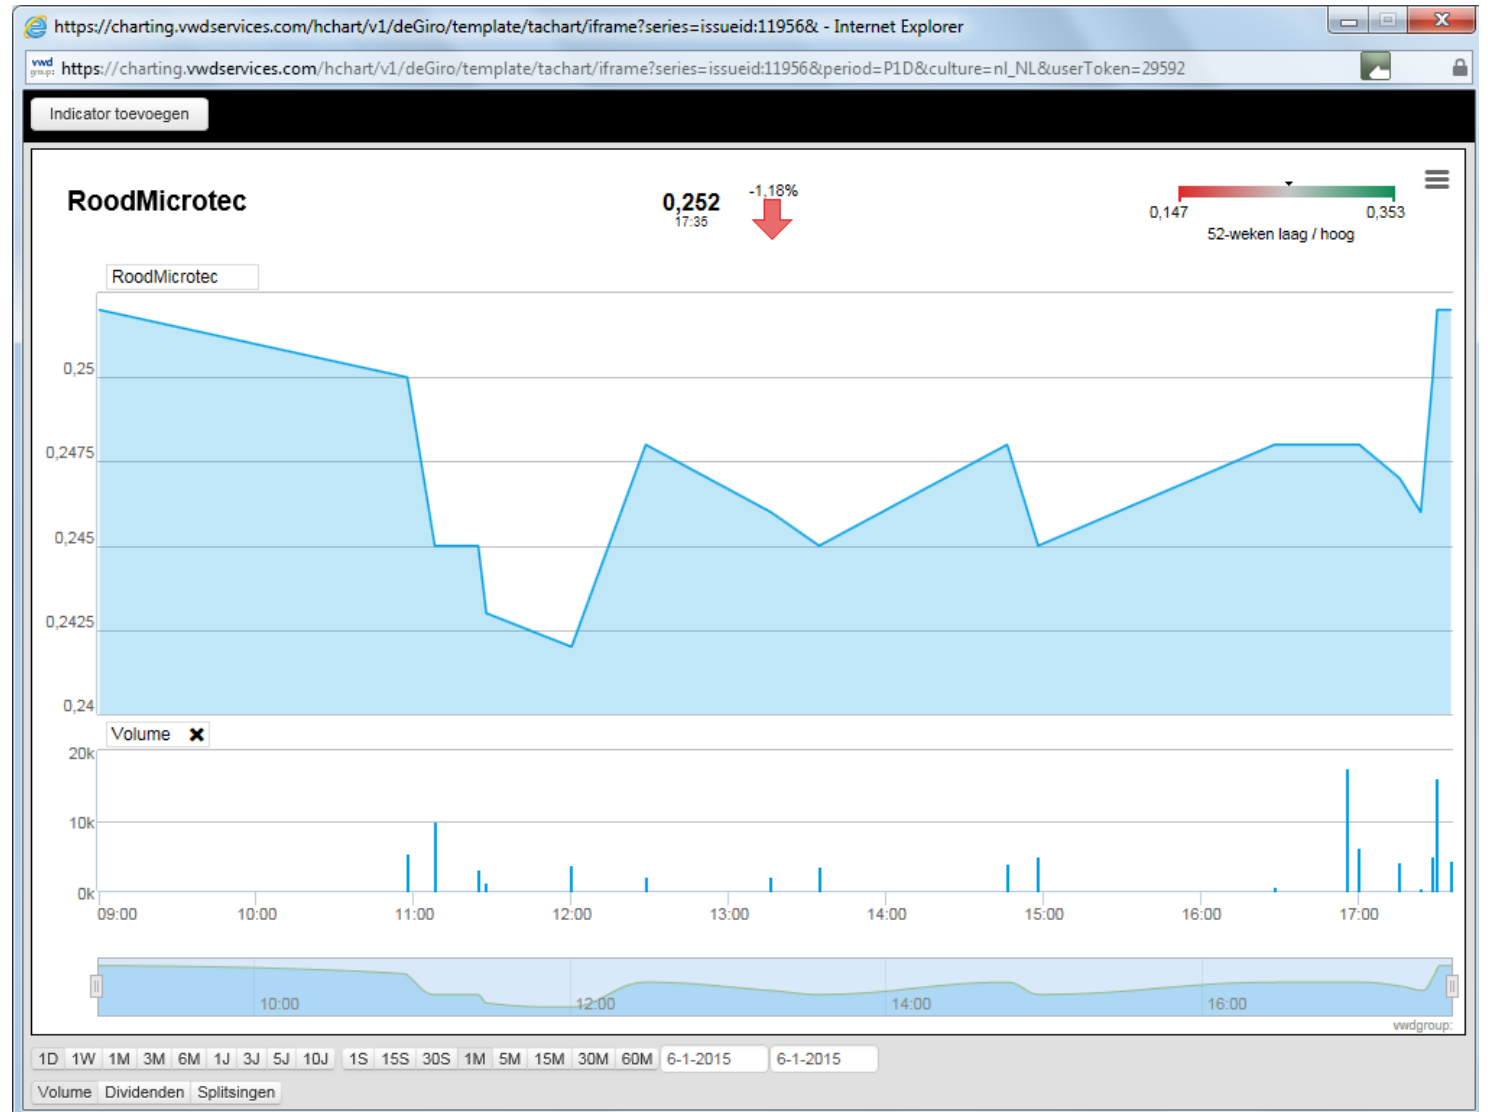 https://charting.vwdservices.com/hchart/v1/deGiro/template/tachart/iframe?series=issueid:11956& - Internet Explorer
vwd group: https://charting.vwdservices.com/hchart/v1/deGiro/template/tachart/iframe?series=issueid:11956&period=P1D&culture=nl_NL&userToken=29592
Indicator toevoegen
RoodMicrotec
0,252
17:35
-1,18%
0,147 0,353
52-weken laag / hoog
RoodMicrotec
0,25
0,2475
0,245
0,2425
0,24
Volume
20k
10k
0k
09:00 10:00 11:00 12:00 13:00 14:00 15:00 16:00 17:00
10:00 12:00 14:00 16:00
vwdgroup:
1D 1W 1M 3M 6M 1J 3J 5J 10J 1S 15S 30S 1M 5M 15M 30M 60M 6-1-2015 6-1-2015
Volume Dividenden Splitsingen